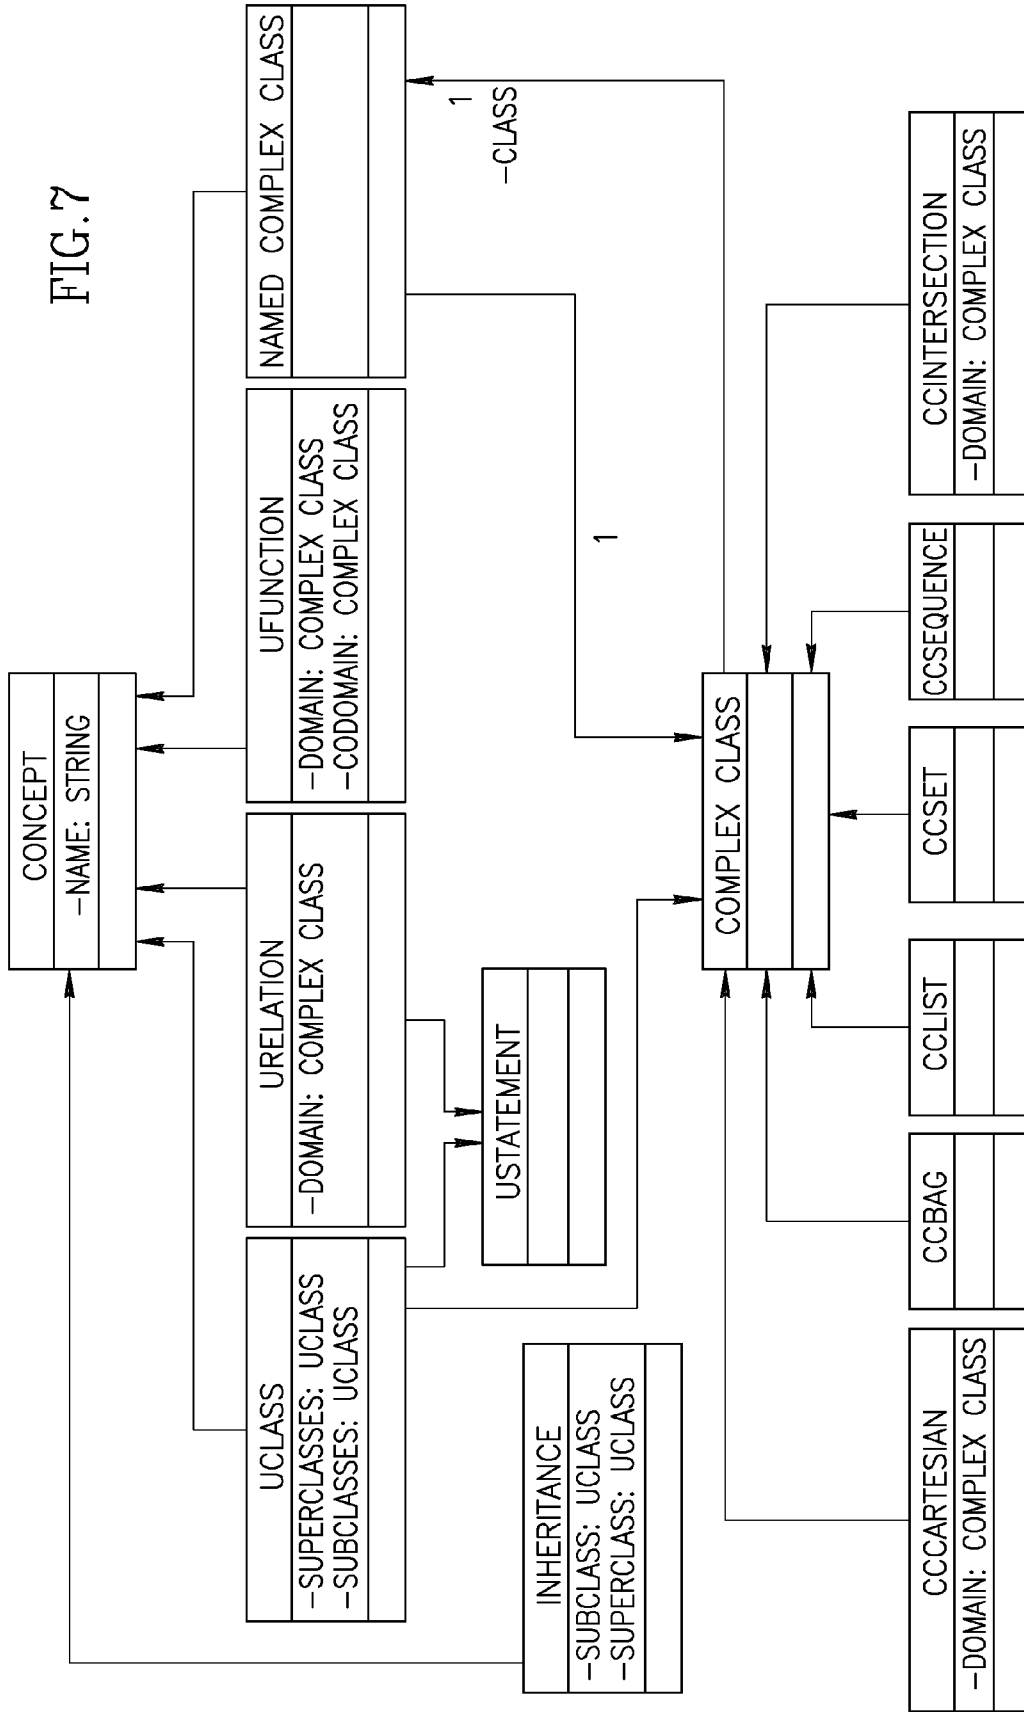 FIG.7
CONCEPT
-NAME: STRING
UCLASS
-SUPERCLASSES: UCLASS
-SUBCLASSES: UCLASS
URELATION
-DOMAIN: COMPLEX CLASS
UFUNCTION
-DOMAIN: COMPLEX CLASS
-CODOMAIN: COMPLEX CLASS
NAMED COMPLEX CLASS
1
-CLASS
INHERITANCE
-SUBCLASS: UCLASS
-SUPERCLASS: UCLASS
USTATEMENT
1
COMPLEX CLASS
CCCARTESIAN
-DOMAIN: COMPLEX CLASS
CCBAG
CCLIST
CCSET
CCSEQUENCE
CCINTERSECTION
-DOMAIN: COMPLEX CLASS